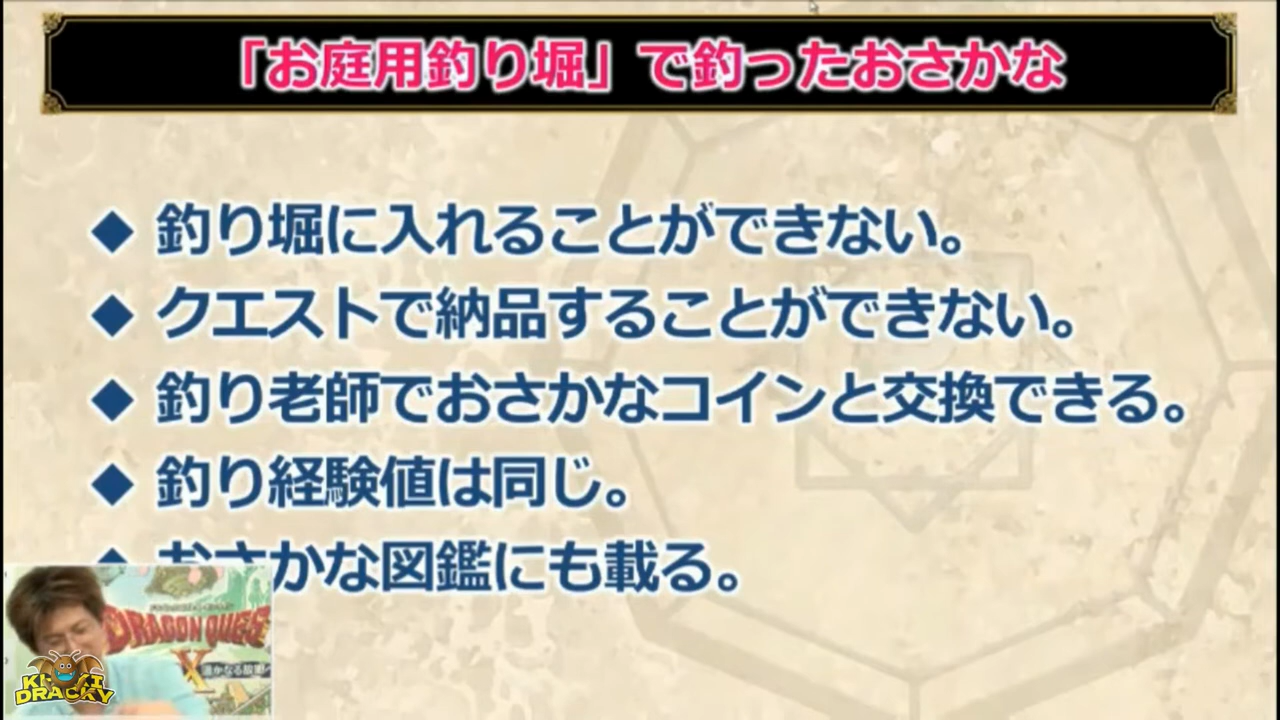 「お庭用釣り堀」で釣ったおさかな
◆ 釣り堀に入れることができない。
◆ クエストで納品することができない。
◆ 釣り老師でおさかなコインと交換できる。
◆ 釣り経験値は同じ。
◆ おさかな図鑑にも載る。
DRAGON QUEST
X
DRACKY